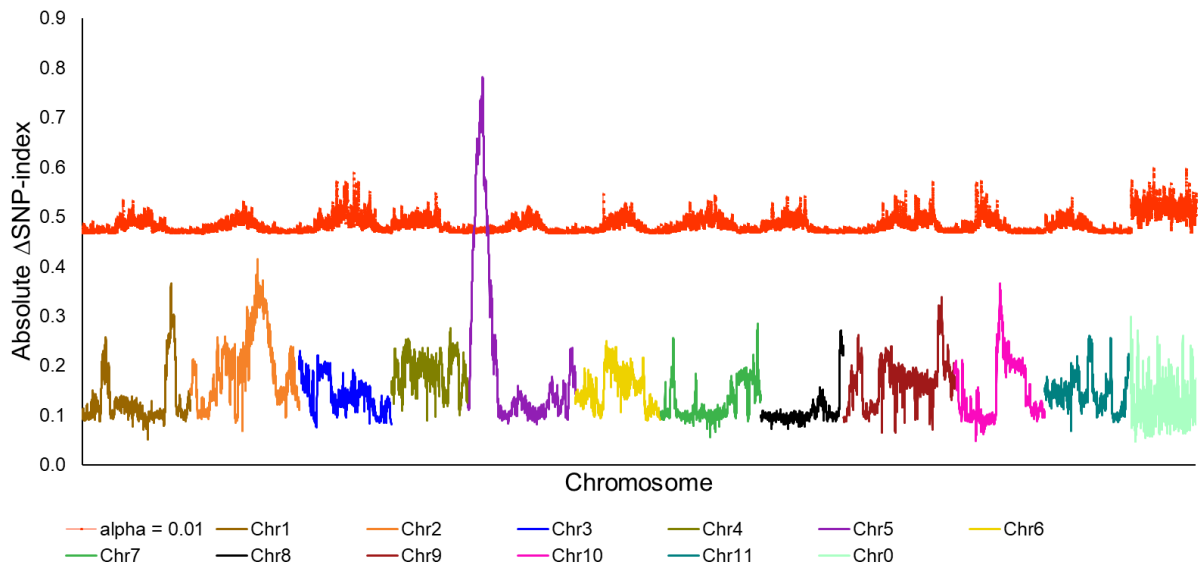 0.9
0.8
0.7
0.6
0.5
0.4
0.3
0.2
0.1
0.0
Absolute ΔSNP-index
Chromosome
alpha = 0.01 Chr1 Chr2 Chr3 Chr4 Chr5 Chr6
Chr7 Chr8 Chr9 Chr10 Chr11 Chr0